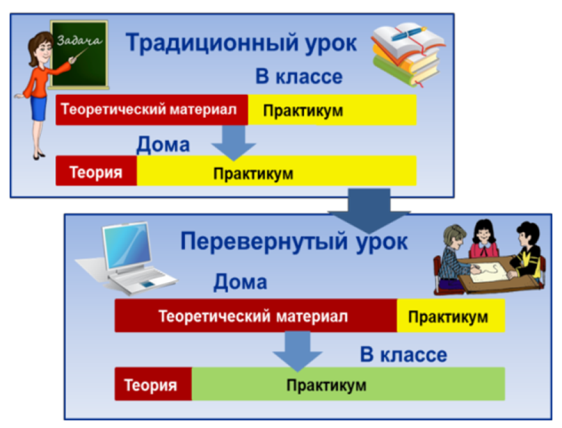 Задача
Традиционный урок
В классе
Теоретический материал Практикум
Дома
Теория Практикум
Перевернутый урок
Дома
Теоретический материал Практикум
В классе
Теория Практикум